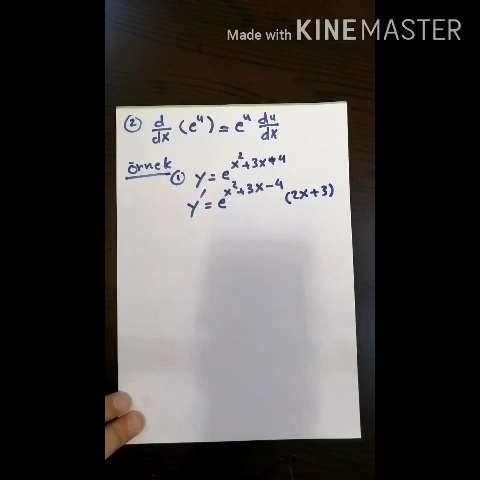 Made with KINEMASTER
② d/dx (e^u) = e^u du/dx
örnek ① y = e^(x²+3x+4)
y' = e^(x²+3x-4) (2x+3)